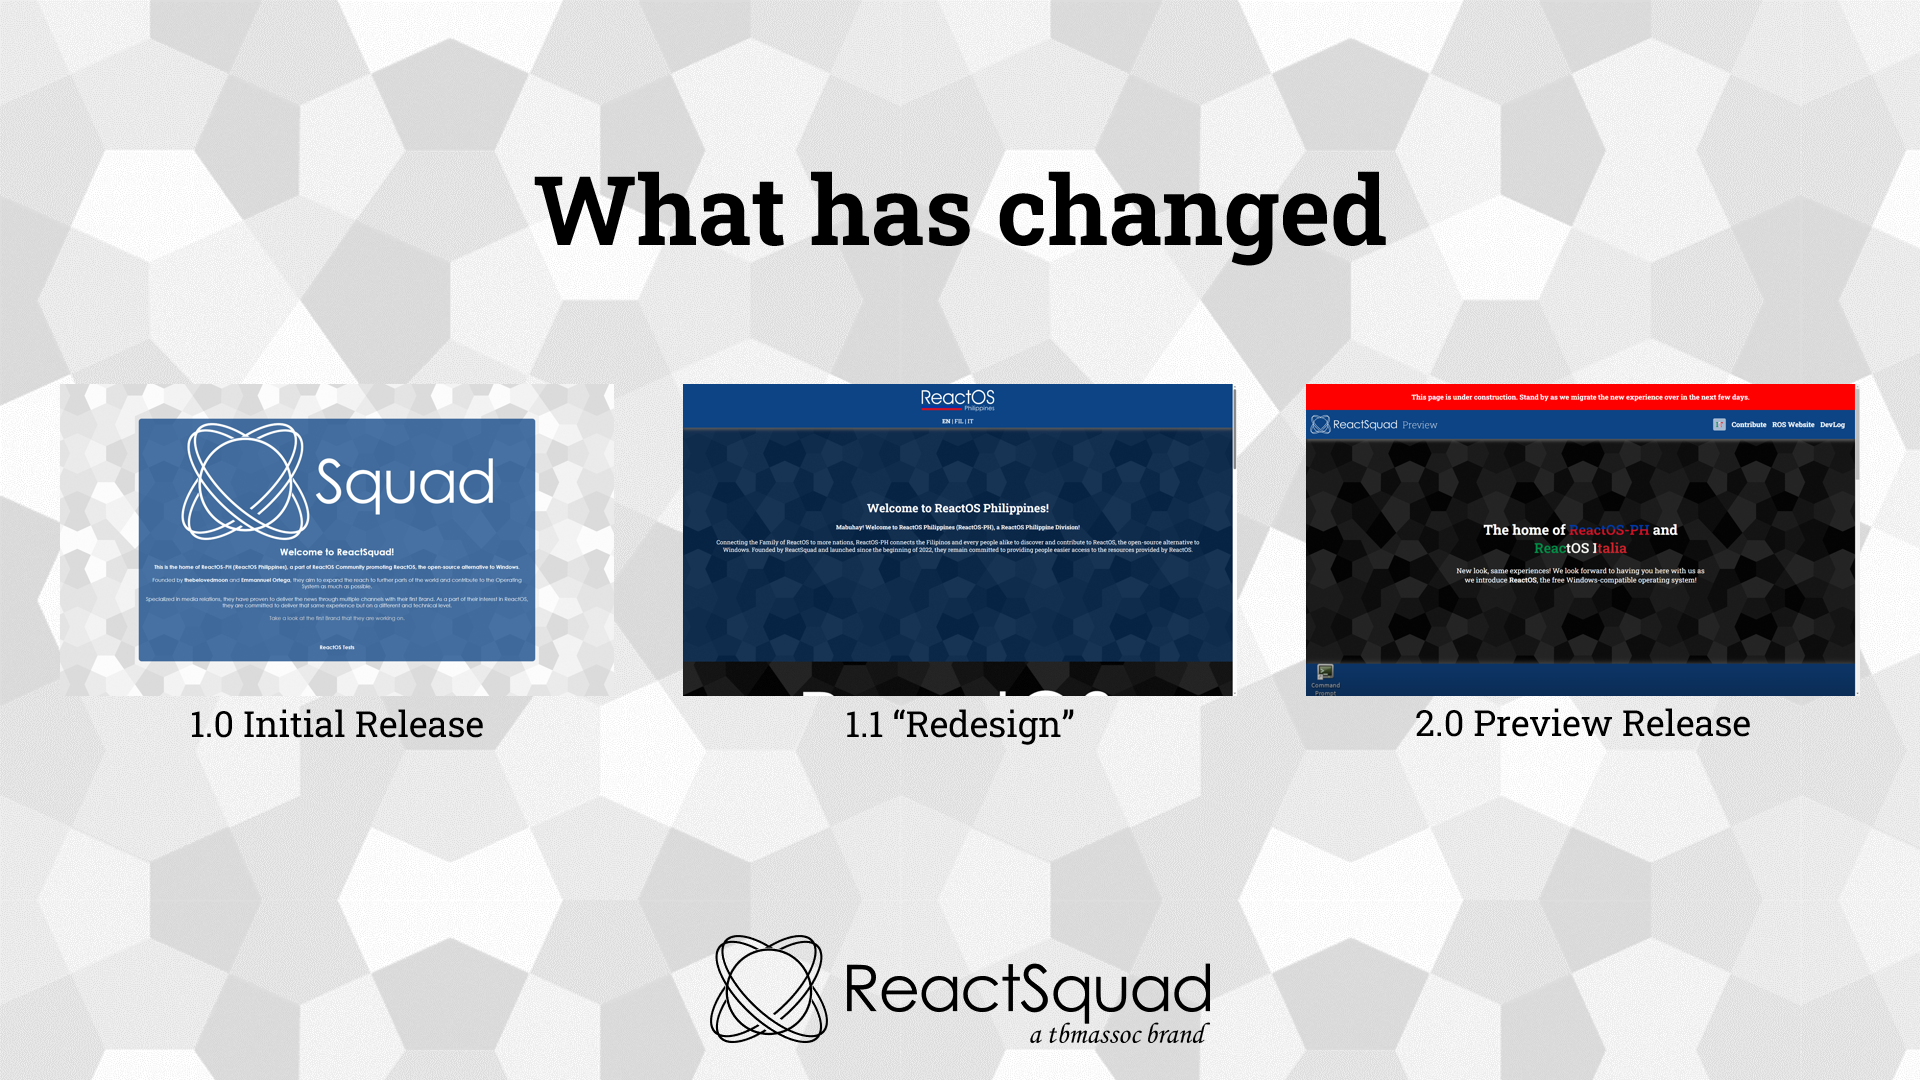 What has changed
Squad
Welcome to ReactSquad!
This is the home of ReactOS-PH (ReactOS Philippines), a part of ReactOS Community promoting ReactOS, the open-source alternative to Windows.
Founded by thebelovedmoon and Emmannuel Ortega, they aim to expand the reach to further parts of the world and contribute to the Operating
System as much as possible.
Specialized in media relations, they have proven to deliver the news through multiple channels with their first Brand. As a part of their interest in ReactOS,
they are committed to deliver that same experience but on a different and technical level.
Take a look at the first Brand that they are working on.
ReactOS Tests
1.0 Initial Release
ReactOS
Philippines
EN | FIL | IT
Welcome to ReactOS Philippines!
Mabuhay! Welcome to ReactOS Philippines (ReactOS-PH), a ReactOS Philippine Division!
Connecting the Family of ReactOS to more nations, ReactOS-PH connects the Filipinos and every people alike to discover and contribute to ReactOS, the open-source alternative to
Windows. Founded by ReactSquad and launched since the beginning of 2022, they remain committed to providing people easier access to the resources provided by ReactOS.
1.1 “Redesign”
This page is under construction. Stand by as we migrate the new experience over in the next few days.
ReactSquad Preview
Contribute ROS Website DevLog
The home of ReactOS-PH and
ReactOS Italia
New look, same experiences! We look forward to having you here with us as
we introduce ReactOS, the free Windows-compatible operating system!
Command
Prompt
2.0 Preview Release
ReactSquad
a tbmassoc brand